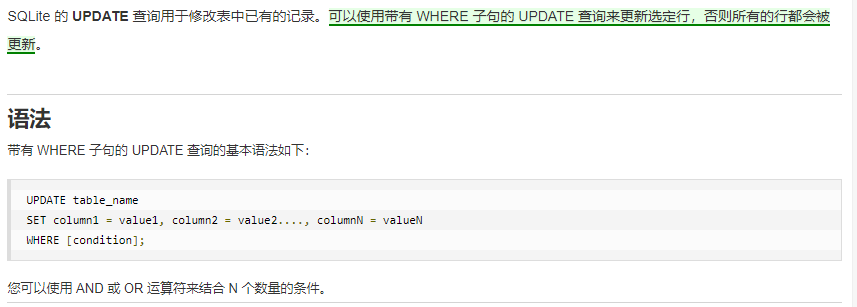 SQLite 的 UPDATE 查询用于修改表中已有的记录。可以使用带有 WHERE 子句的 UPDATE 查询来更新选定行，否则所有的行都会被
更新。
语法
带有 WHERE 子句的 UPDATE 查询的基本语法如下：
UPDATE table_name
SET column1 = value1, column2 = value2...., columnN = valueN
WHERE [condition];
您可以使用 AND 或 OR 运算符来结合 N 个数量的条件。